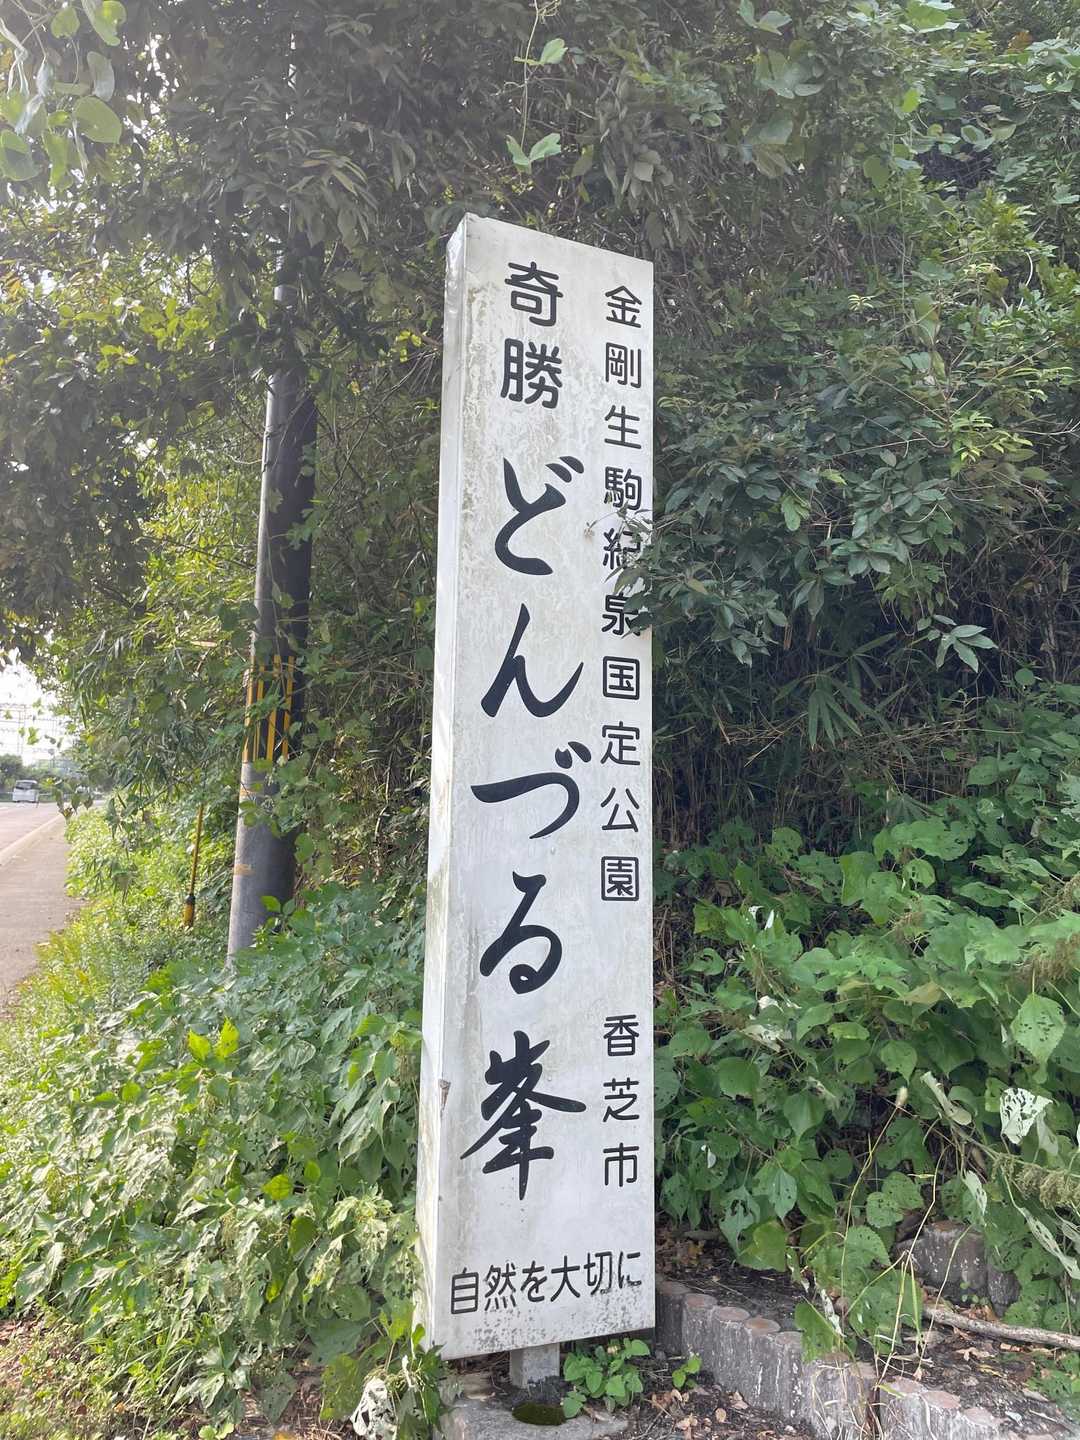 金剛生駒紀泉国定公園 香芝市
奇勝 どんづる峯
自然を大切に